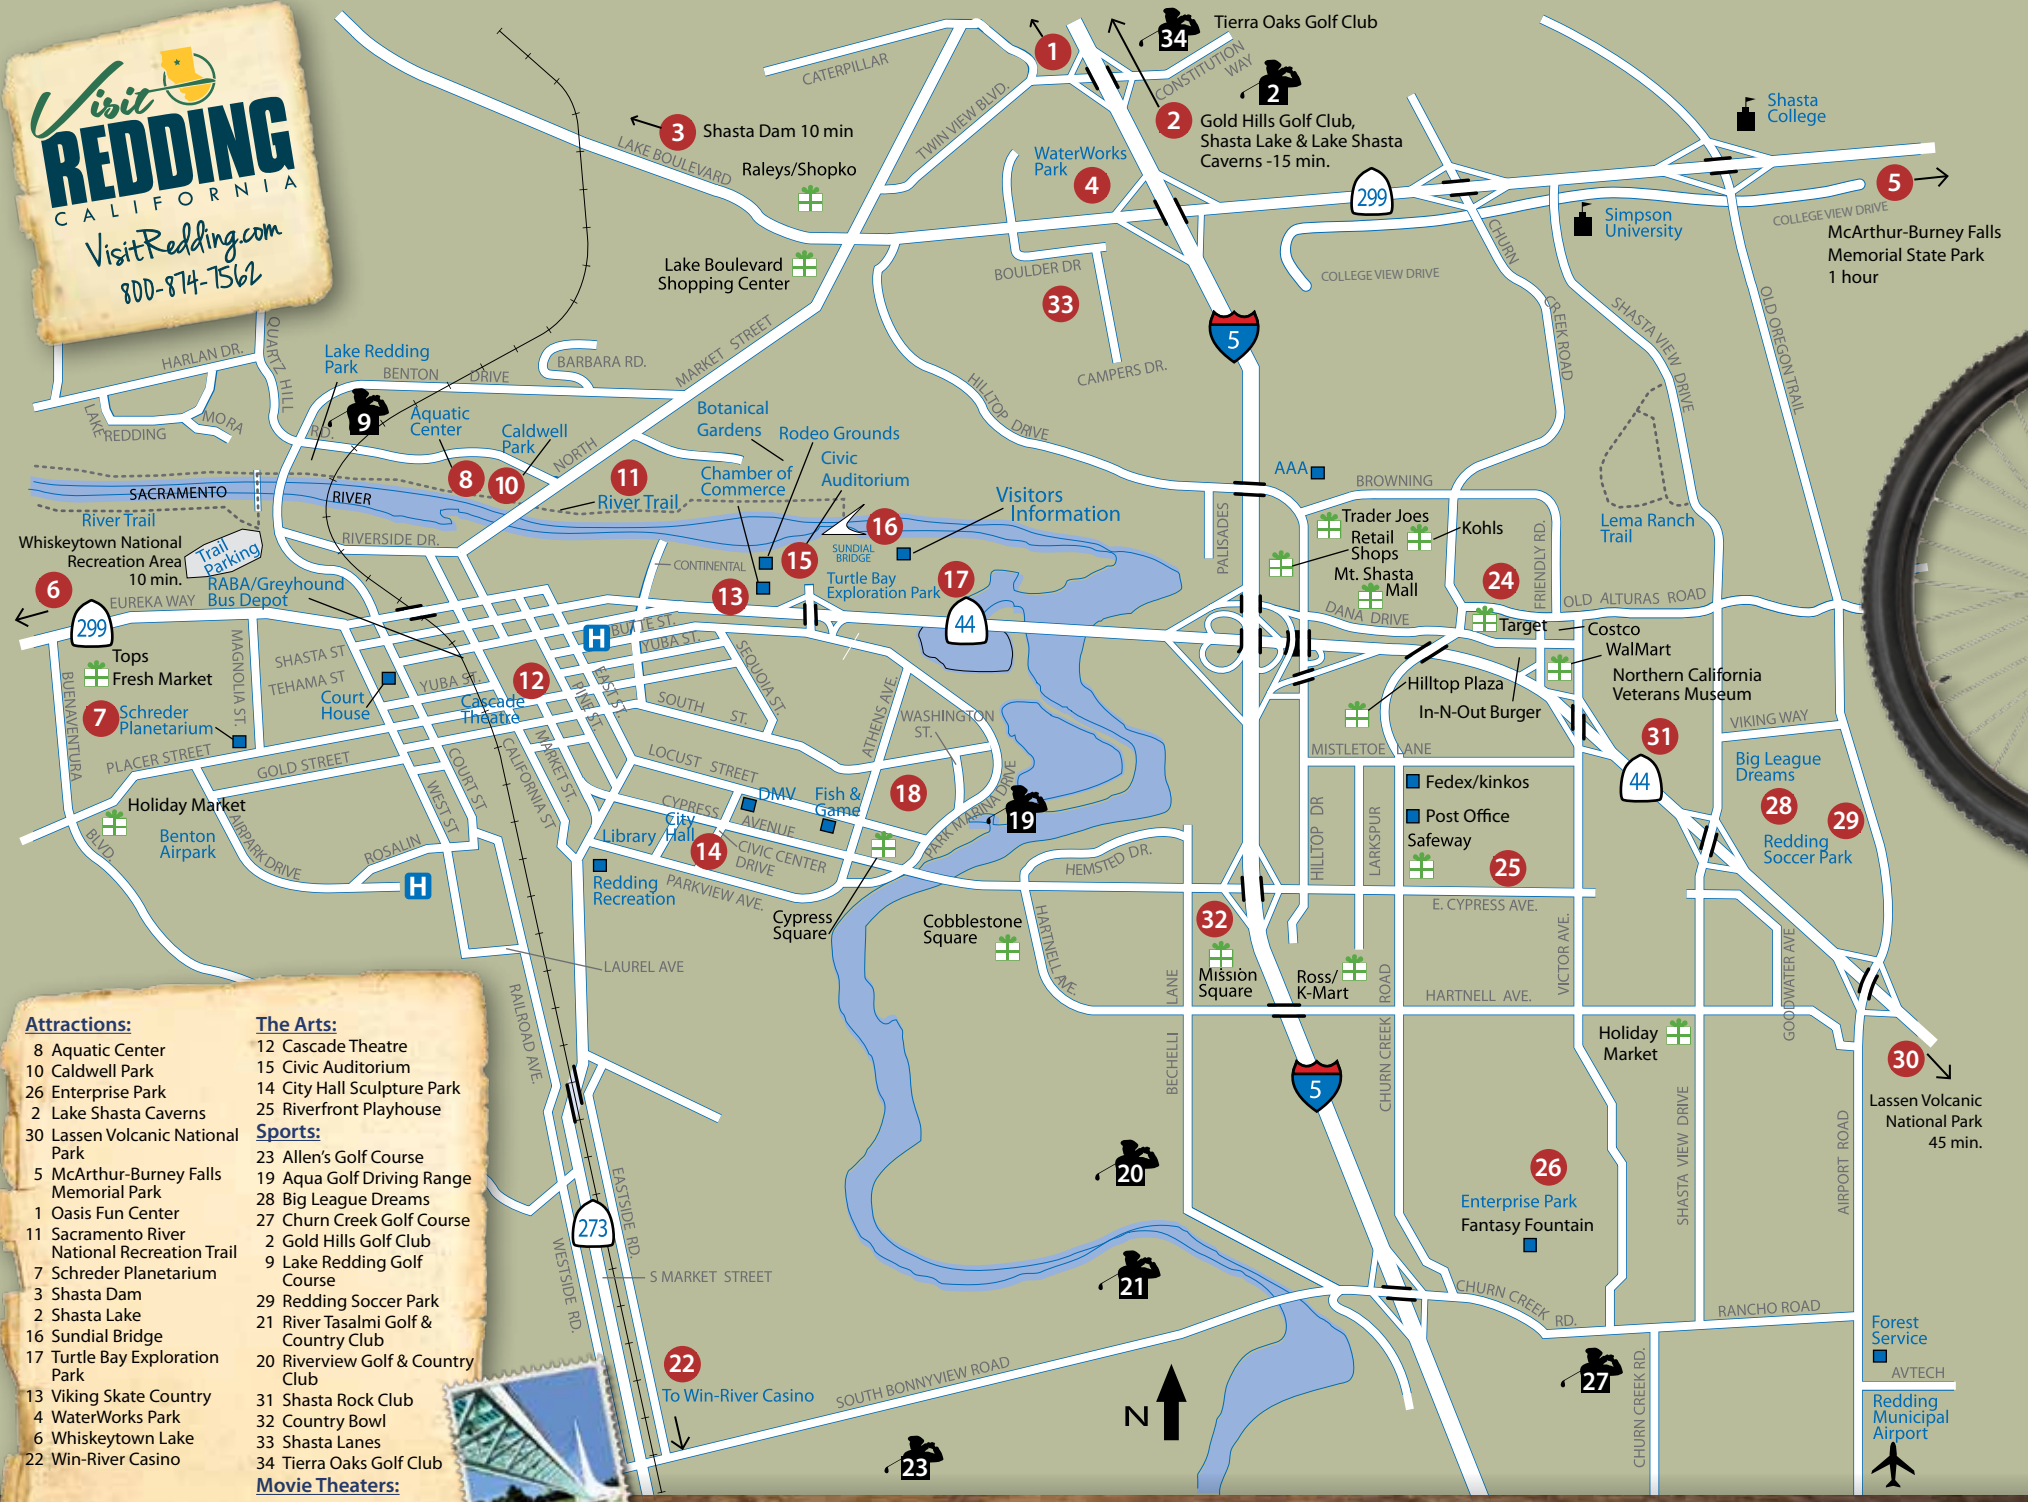 Visit
REDDING
CALIFORNIA
VisitRedding.com
800-874-7562
1
34
Tierra Oaks Golf Club
CATERPILLAR
CONSTITUTION
WAY
2
TWIN VIEW BLVD.
3
Shasta Dam 10 min
LAKE BOULEVARD
2
Gold Hills Golf Club,
Shasta Lake & Lake Shasta
Caverns -15 min.
Shasta
College
Raleys/Shopko
WaterWorks
Park
4
299
5
COLLEGE VIEW DRIVE
McArthur-Burney Falls
Memorial State Park
1 hour
Simpson
University
CHURN
CREEK ROAD
COLLEGE VIEW DRIVE
Lake Boulevard
Shopping Center
BOULDER DR
33
CAMPERS DR.
5
SHASTA VIEW DRIVE
OLD OREGON TRAIL
HARLAN DR.
QUARTZ HILL
RD.
LAKE
REDDING
MORA
Lake Redding
Park
BENTON
DRIVE
BARBARA RD.
MARKET STREET
NORTH
HILLTOP
DRIVE
9
Aquatic
Center
Caldwell
Park
8
10
11
River Trail
Botanical
Gardens
Rodeo Grounds
Chamber of
Commerce
Civic
Auditorium
Visitors
Information
AAA
BROWNING
SACRAMENTO
RIVER
River Trail
Trail
Parking
Whiskeytown National
Recreation Area
10 min.
6
299
EUREKA WAY
RABA/Greyhound
Bus Depot
RIVERSIDE DR.
CONTINENTAL
13
15
16
SUNDIAL
BRIDGE
Turtle Bay
Exploration Park
17
44
PALISADES
Trader Joes
Kohls
Retail
Shops
Mt. Shasta
Mall
24
FRIENDLY RD.
Lema Ranch
Trail
DANA DRIVE
OLD ALTURAS ROAD
Target
Costco
WalMart
Northern California
Veterans Museum
Hilltop Plaza
In-N-Out Burger
31
44
VIKING WAY
Tops
Fresh Market
7
Schreder
Planetarium
BUENAVENTURA
BLVD
MAGNOLIA ST.
SHASTA ST
TEHAMA ST
Court
House
YUBA ST.
12
Cascade
Theatre
H
BUTTE ST.
YUBA ST.
EAST ST.
PINE ST.
SEQUOIA ST.
SOUTH
ST.
ATHENS AVE.
WASHINGTON
ST.
PLACER STREET
GOLD STREET
COURT ST
WEST ST
CALIFORNIA ST
MARKET ST.
LOCUST STREET
CYPRESS
AVENUE
DMV
Fish &
Game
18
PARK MARINA DRIVE
19
MISTLETOE LANE
Fedex/kinkos
Post Office
Safeway
Big League
Dreams
28
29
Redding
Soccer Park
Holiday Market
Benton
Airpark
AIRPARK DRIVE
ROSALIN
H
Library
City
Hall
14
CIVIC CENTER
DRIVE
Redding
Recreation
PARKVIEW AVE.
Cypress
Square
HEMSTED DR.
HILLTOP DR
LARKSPUR
25
E. CYPRESS AVE.
Cobblestone
Square
HARTNELL AVE.
32
Mission
Square
Ross/
K-Mart
HARTNELL AVE.
VICTOR AVE.
GOODWATER AVE
Holiday
Market
LAUREL AVE
RAILROAD AVE.
BECHELLI
LANE
CHURN CREEK
ROAD
5
30
Lassen Volcanic
National Park
45 min.
SHASTA VIEW DRIVE
AIRPORT ROAD
20
26
Enterprise Park
Fantasy Fountain
21
273
EASTSIDE RD.
WESTSIDE RD.
S MARKET STREET
22
To Win-River Casino
SOUTH BONNYVIEW ROAD
N
23
CHURN CREEK
RD.
27
CHURN CREEK RD.
RANCHO ROAD
Forest
Service
AVTECH
Redding
Municipal
Airport
Attractions:
8 Aquatic Center
10 Caldwell Park
26 Enterprise Park
2 Lake Shasta Caverns
30 Lassen Volcanic National
Park
5 McArthur-Burney Falls
Memorial Park
1 Oasis Fun Center
11 Sacramento River
National Recreation Trail
7 Schreder Planetarium
3 Shasta Dam
2 Shasta Lake
16 Sundial Bridge
17 Turtle Bay Exploration
Park
13 Viking Skate Country
4 WaterWorks Park
6 Whiskeytown Lake
22 Win-River Casino
The Arts:
12 Cascade Theatre
15 Civic Auditorium
14 City Hall Sculpture Park
25 Riverfront Playhouse
Sports:
23 Allen's Golf Course
19 Aqua Golf Driving Range
28 Big League Dreams
27 Churn Creek Golf Course
2 Gold Hills Golf Club
9 Lake Redding Golf
Course
29 Redding Soccer Park
21 River Tasalmi Golf &
Country Club
20 Riverview Golf & Country
Club
31 Shasta Rock Club
32 Country Bowl
33 Shasta Lanes
34 Tierra Oaks Golf Club
Movie Theaters: